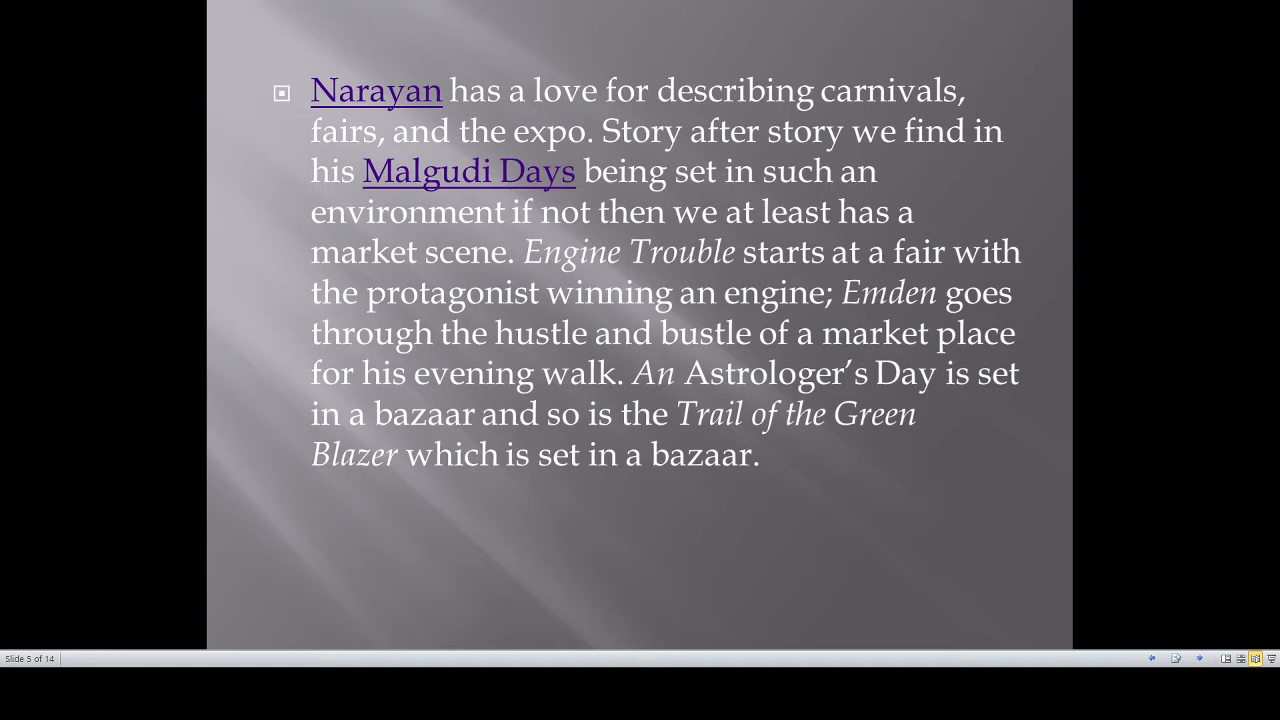 Narayan has a love for describing carnivals,
fairs, and the expo. Story after story we find in
his Malgudi Days being set in such an
environment if not then we at least has a
market scene. Engine Trouble starts at a fair with
the protagonist winning an engine; Emden goes
through the hustle and bustle of a market place
for his evening walk. An Astrologer’s Day is set
in a bazaar and so is the Trail of the Green
Blazer which is set in a bazaar.
Slide 5 of 14